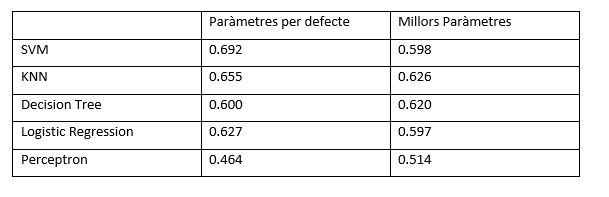 Paràmetres per defecte Millors Paràmetres
SVM 0.692 0.598
KNN 0.655 0.626
Decision Tree 0.600 0.620
Logistic Regression 0.627 0.597
Perceptron 0.464 0.514